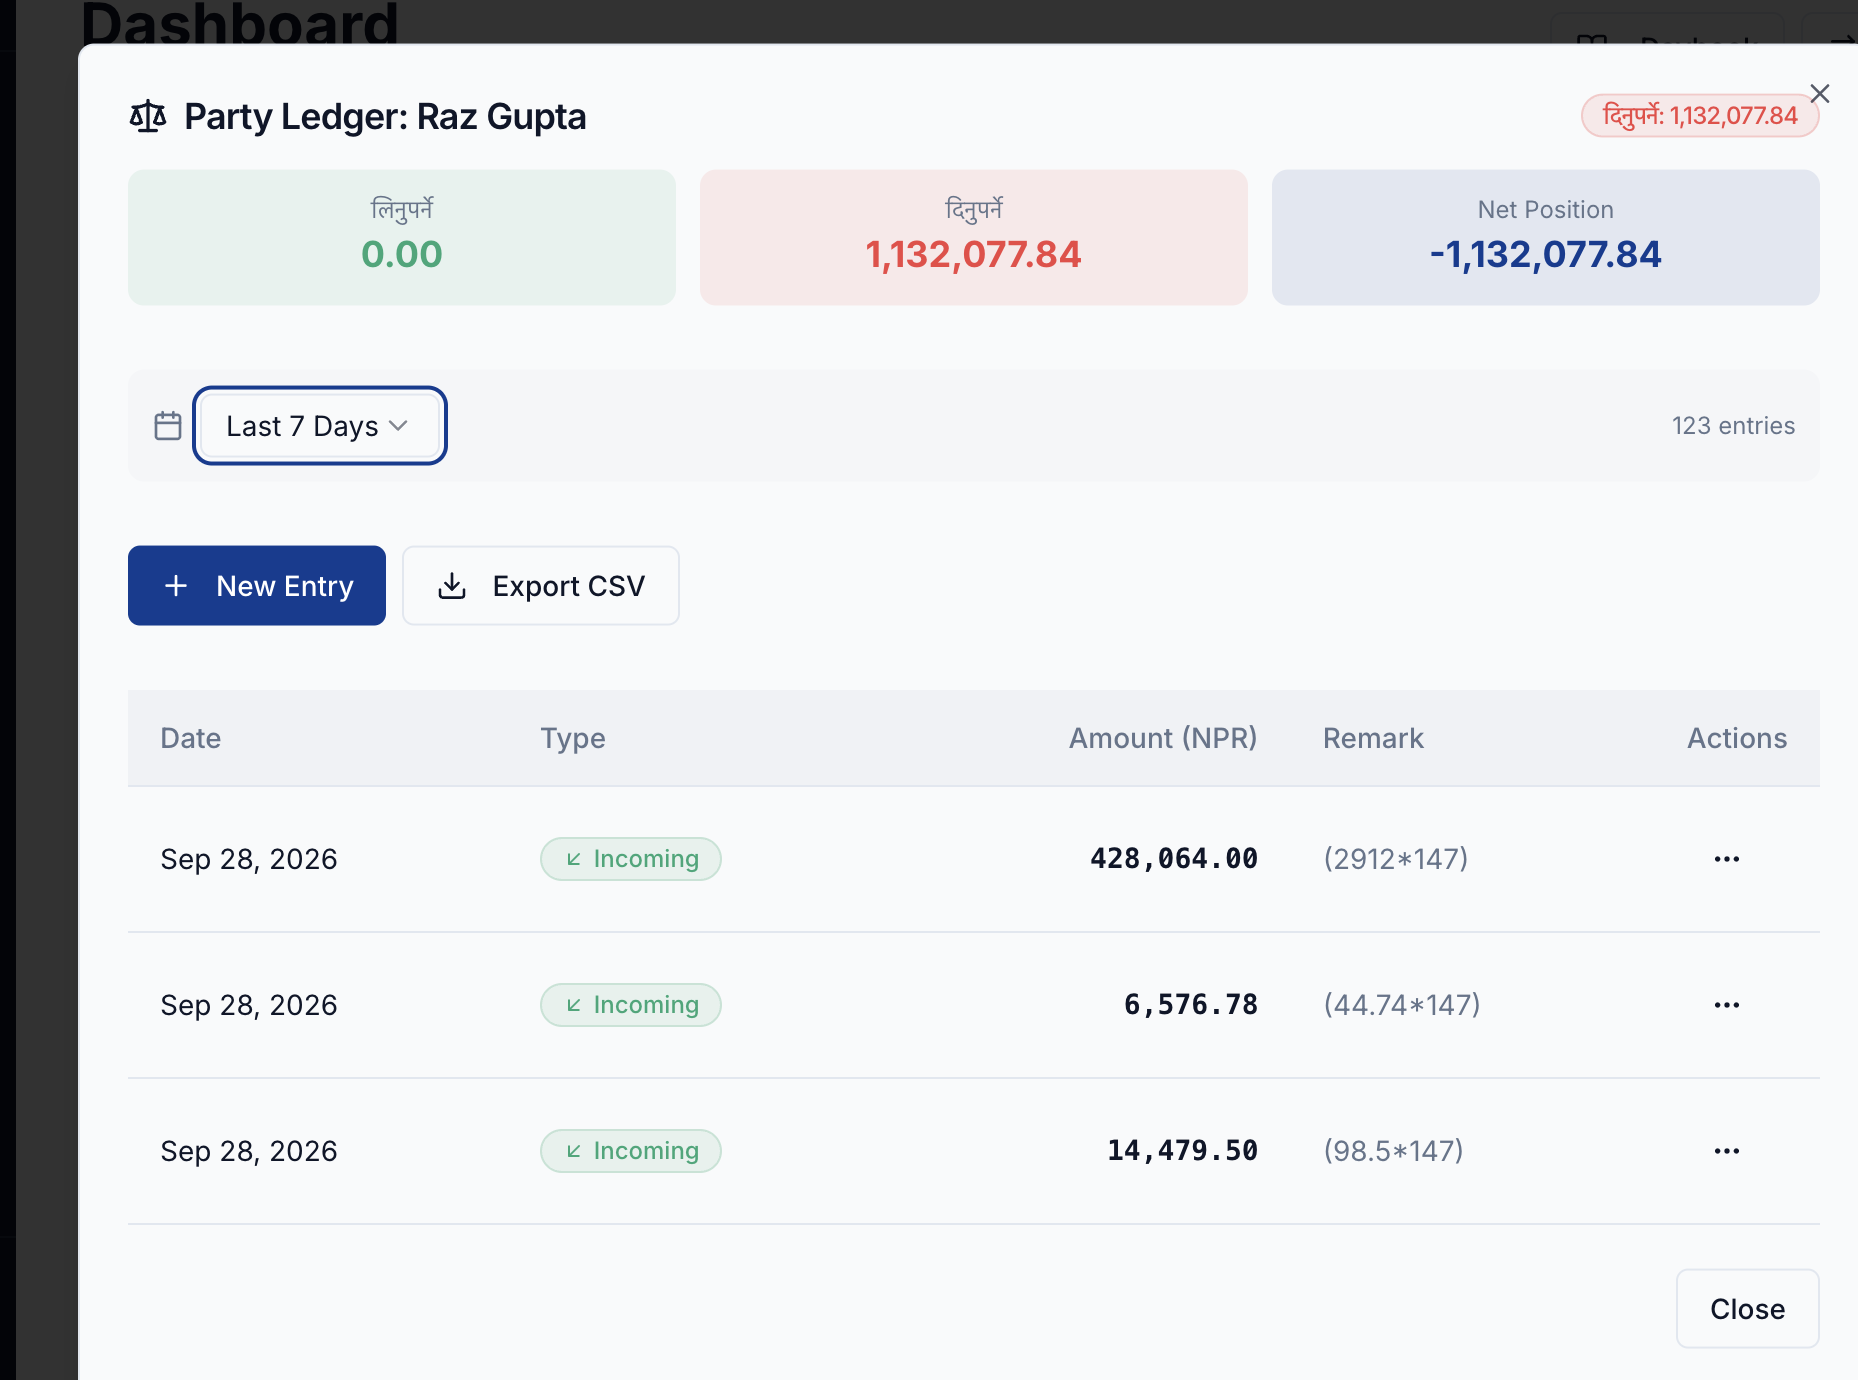 Dashboard
Daybook
Party Ledger: Raz Gupta
दिनुपर्ने: 1,132,077.84
लिनुपर्ने
0.00
दिनुपर्ने
1,132,077.84
Net Position
-1,132,077.84
Last 7 Days
123 entries
New Entry
Export CSV
Date Type Amount (NPR) Remark Actions
Sep 28, 2026 Incoming 428,064.00 (2912*147)
Sep 28, 2026 Incoming 6,576.78 (44.74*147)
Sep 28, 2026 Incoming 14,479.50 (98.5*147)
Close